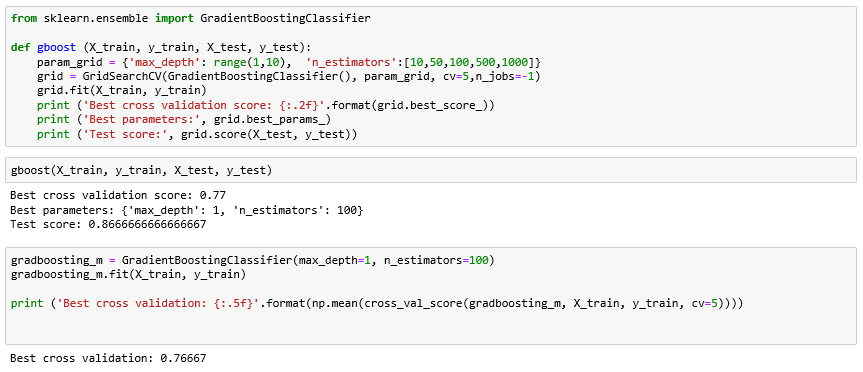 from sklearn.ensemble import GradientBoostingClassifier
def gboost (X_train, y_train, X_test, y_test):
    param_grid = {'max_depth': range(1,10),  'n_estimators':[10,50,100,500,1000]}
    grid = GridSearchCV(GradientBoostingClassifier(), param_grid, cv=5,n_jobs=-1)
    grid.fit(X_train, y_train)
    print ('Best cross validation score: {:.2f}'.format(grid.best_score_))
    print ('Best parameters:', grid.best_params_)
    print ('Test score:', grid.score(X_test, y_test))
gboost(X_train, y_train, X_test, y_test)
Best cross validation score: 0.77
Best parameters: {'max_depth': 1, 'n_estimators': 100}
Test score: 0.8666666666666667
gradboosting_m = GradientBoostingClassifier(max_depth=1, n_estimators=100)
gradboosting_m.fit(X_train, y_train)
print ('Best cross validation: {:.5f}'.format(np.mean(cross_val_score(gradboosting_m, X_train, y_train, cv=5))))
Best cross validation: 0.76667